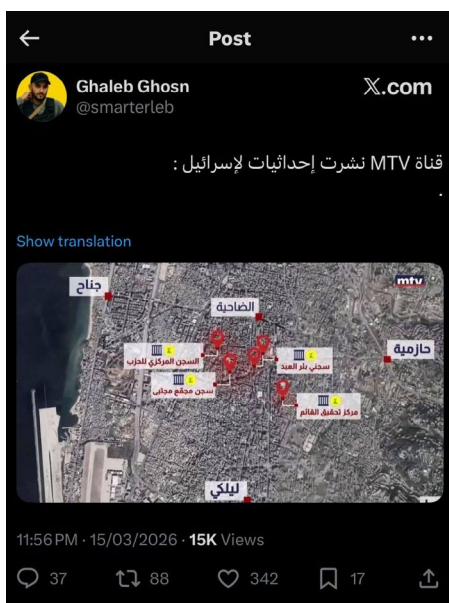 Post
Ghaleb Ghosn
@smarterleb
X.com
قناة MTV نشرت إحداثيات لإسرائيل :
.
Show translation
mtv
جناح
الضاحية
حازمية
السجن المركزي للحزب
سجني بئر العبد
سجن مجمّع مجتبى
مركز تحقيق القائم
ليلكي
11:56 PM · 15/03/2026 · 15K Views
37 88 342 17